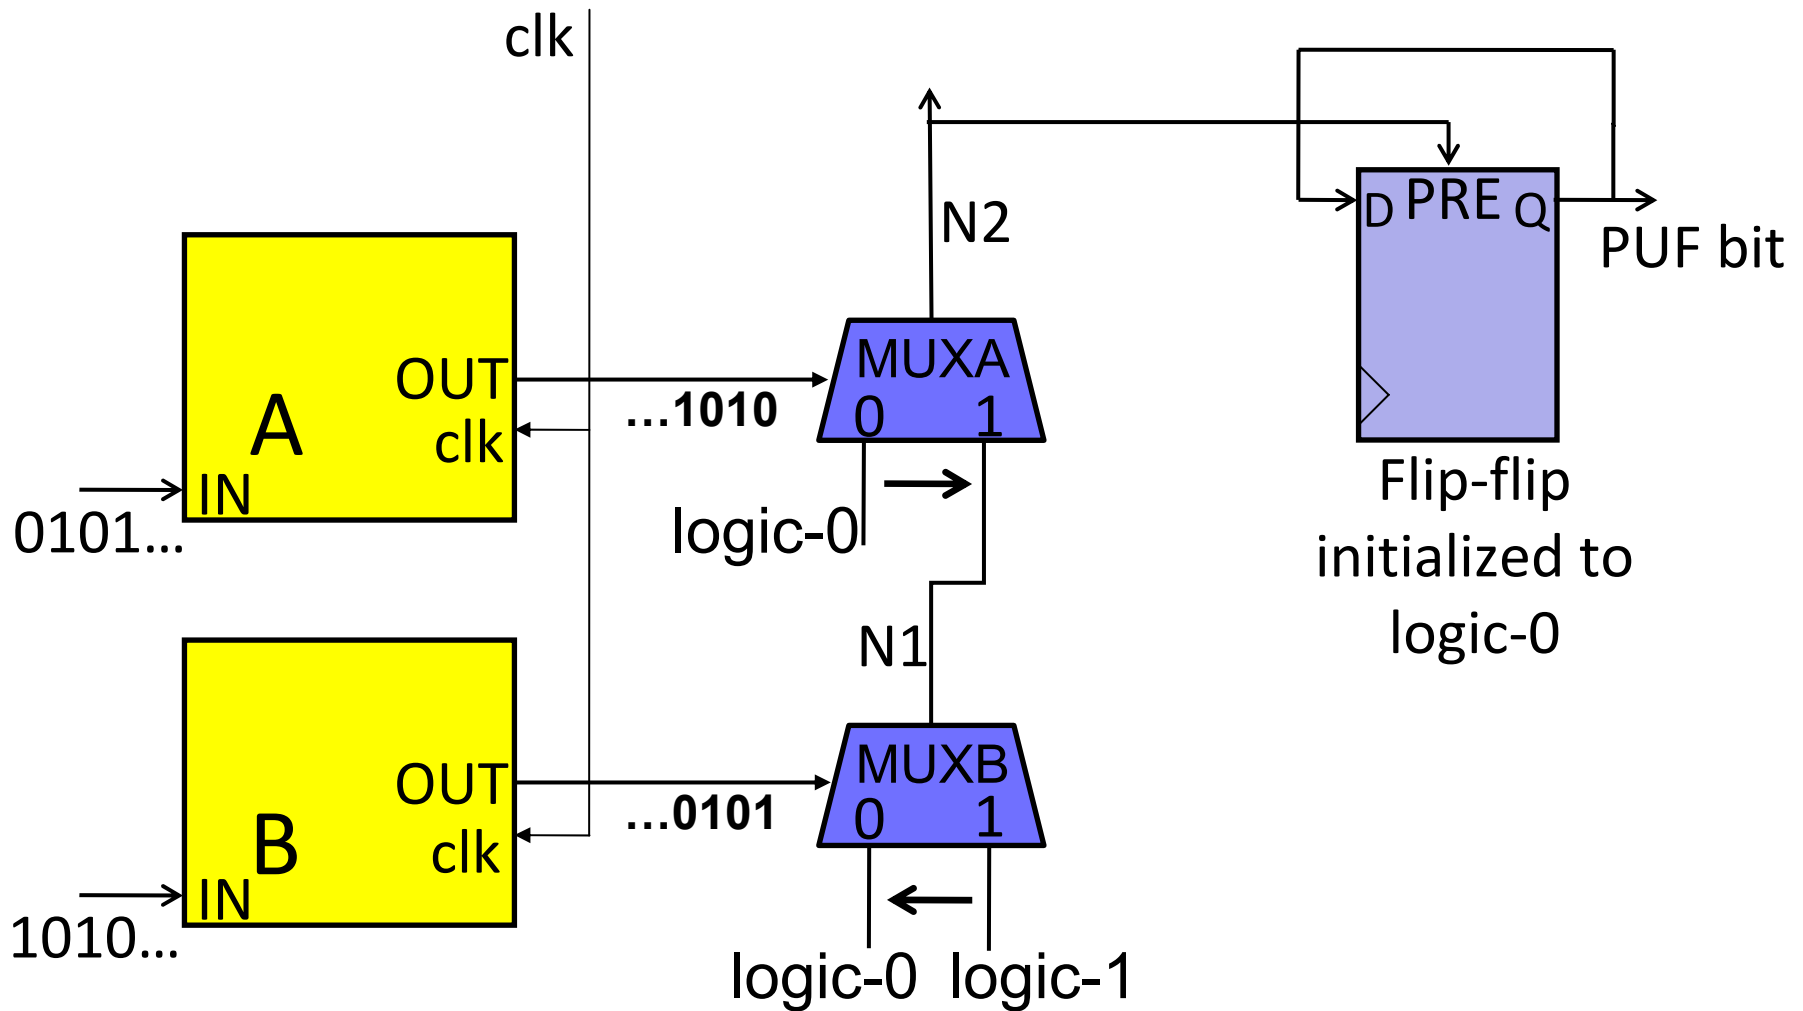 clk
N2
D PRE Q
PUF bit
OUT
A
clk
IN
0101...
...1010
MUXA
0 1
logic-0
Flip-flip
initialized to
logic-0
N1
OUT
B
clk
IN
1010...
...0101
MUXB
0 1
logic-0 logic-1